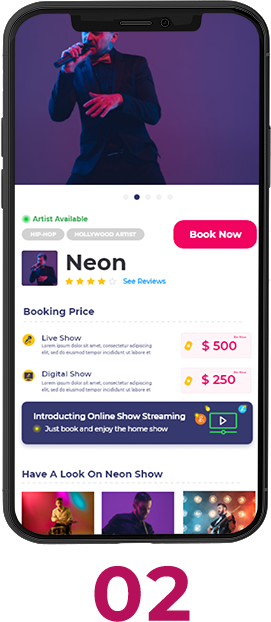 Artist Available
HIP-HOP
HOLLYWOOD ARTIST
Book Now
Neon
See Reviews
Booking Price
Live Show
Lorem ipsum dolor sit amet, consectetur adipiscing
elit, sed do eiusmod tempor incididunt ut labore et
$ 500
Digital Show
Lorem ipsum dolor sit amet, consectetur adipiscing
elit, sed do eiusmod tempor incididunt ut labore et
$ 250
Introducting Online Show Streaming
Just book and enjoy the home show
Have A Look On Neon Show
02